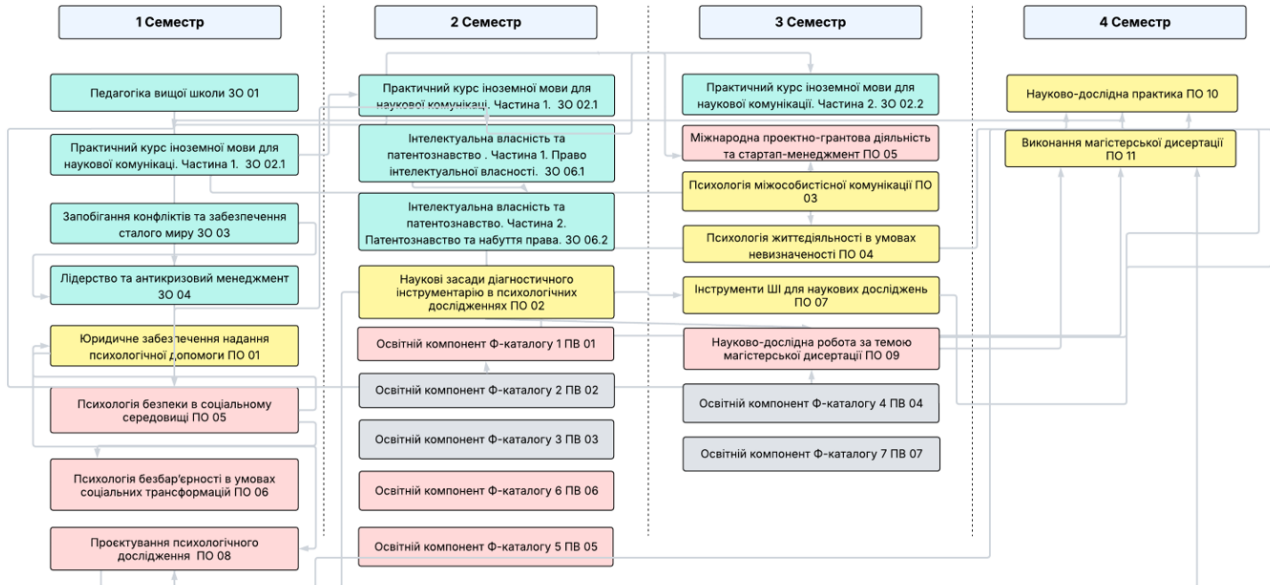 1 Семестр
2 Семестр
3 Семестр
4 Семестр
Педагогіка вищої школи ЗО 01
Практичний курс іноземної мови для
наукової комунікаці. Частина 1. ЗО 02.1
Запобігання конфліктів та забезпечення
сталого миру ЗО 03
Лідерство та антикризовий менеджмент
ЗО 04
Юридичне забезпечення надання
психологічної допомоги ПО 01
Психологія безпеки в соціальному
середовищі ПО 05
Психологія безбар'єрності в умовах
соціальних трансформацій ПО 06
Проєктування психологічного
дослідження ПО 08
Практичний курс іноземної мови для
наукової комунікаці. Частина 1. ЗО 02.1
Інтелектуальна власність та
патентознавство . Частина 1. Право
інтелектуальної власності. ЗО 06.1
Інтелектуальна власність та
патентознавство. Частина 2.
Патентознавство та набуття права. ЗО 06.2
Наукові засади діагностичного
інструментарію в психологічних
дослідженнях ПО 02
Освітній компонент Ф-каталогу 1 ПВ 01
Освітній компонент Ф-каталогу 2 ПВ 02
Освітній компонент Ф-каталогу 3 ПВ 03
Освітній компонент Ф-каталогу 6 ПВ 06
Освітній компонент Ф-каталогу 5 ПВ 05
Практичний курс іноземної мови для
наукової комунікації. Частина 2. ЗО 02.2
Міжнародна проектно-грантова діяльність
та стартап-менеджмент ПО 05
Психологія міжособистісної комунікації ПО
03
Психологія життєдіяльності в умовах
невизначеності ПО 04
Інструменти ШІ для наукових досліджень
ПО 07
Науково-дослідна робота за темою
магістерської дисертації ПО 09
Освітній компонент Ф-каталогу 4 ПВ 04
Освітній компонент Ф-каталогу 7 ПВ 07
Науково-дослідна практика ПО 10
Виконання магістерської дисертації
ПО 11